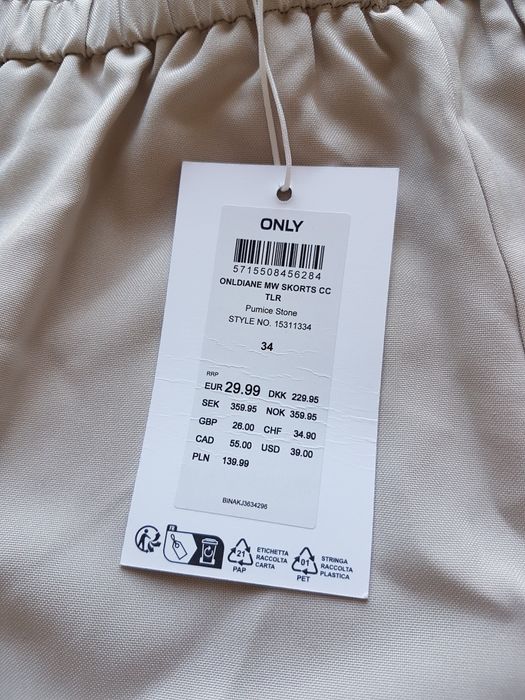 ONLY
5715508456284
ONLDIANE MW SKORTS CC
TLR
Pumice Stone
STYLE NO. 15311334
34
RRP
EUR 29.99 DKK 229.95
SEK 359.95 NOK 359.95
GBP 26.00 CHF 34.90
CAD 55.00 USD 39.00
PLN 139.99
BINAKJ3634296
FR
21
PAP
ETICHETTA
RACCOLTA
CARTA
01
PET
STRINGA
RACCOLTA
PLASTICA